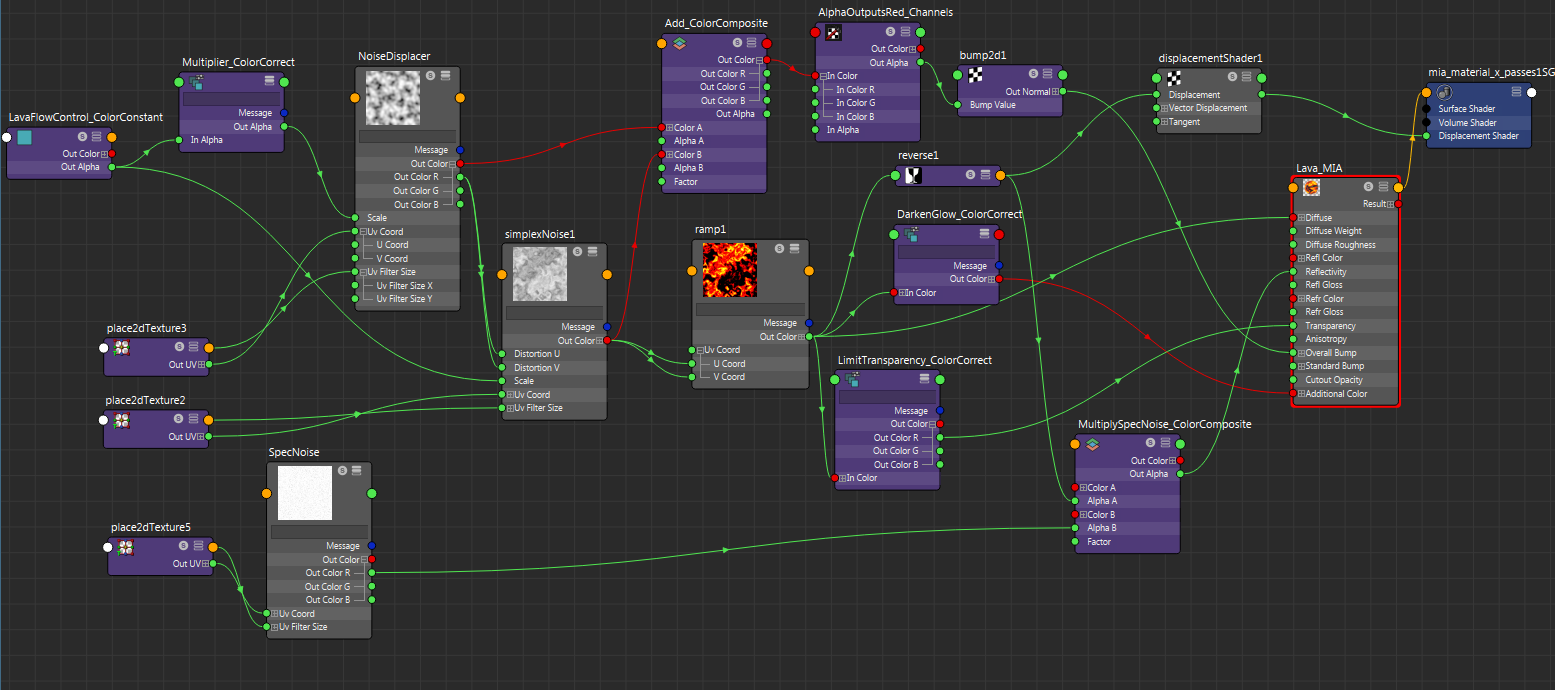 LavaFlowControl_ColorConstant
Out Color
Out Alpha
Multiplier_ColorCorrect
Message
Out Alpha
In Alpha
NoiseDisplacer
Message
Out Color
Out Color R
Out Color G
Out Color B
Scale
Uv Coord
U Coord
V Coord
Uv Filter Size
Uv Filter Size X
Uv Filter Size Y
place2dTexture3
Out UV
place2dTexture2
Out UV
place2dTexture5
Out UV
SpecNoise
Message
Out Color
Out Color R
Out Color G
Out Color B
Uv Coord
Uv Filter Size
simplexNoise1
Message
Out Color
Distortion U
Distortion V
Scale
Uv Coord
Uv Filter Size
Add_ColorComposite
Out Color
Out Color R
Out Color G
Out Color B
Out Alpha
Color A
Alpha A
Color B
Alpha B
Factor
ramp1
Message
Out Color
Uv Coord
U Coord
V Coord
AlphaOutputsRed_Channels
Out Color
Out Alpha
In Color
In Color R
In Color G
In Color B
In Alpha
bump2d1
Out Normal
Bump Value
reverse1
DarkenGlow_ColorCorrect
Message
Out Color
In Color
LimitTransparency_ColorCorrect
Message
Out Color
Out Color R
Out Color G
Out Color B
In Color
displacementShader1
Displacement
Vector Displacement
Tangent
MultiplySpecNoise_ColorComposite
Out Color
Out Alpha
Color A
Alpha A
Color B
Alpha B
Factor
Lava_MIA
Result
Diffuse
Diffuse Weight
Diffuse Roughness
Refl Color
Reflectivity
Refl Gloss
Refr Color
Refr Gloss
Transparency
Anisotropy
Overall Bump
Standard Bump
Cutout Opacity
Additional Color
mia_material_x_passes1SG
Surface Shader
Volume Shader
Displacement Shader